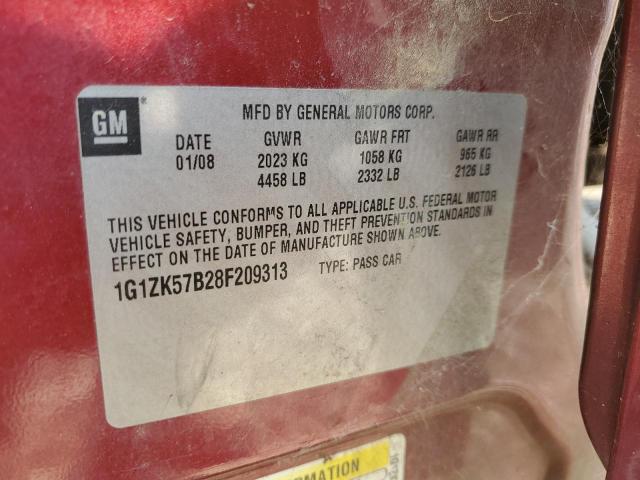 GM
MFD BY GENERAL MOTORS CORP.
DATE GVWR GAWR FRT GAWR RR
01/08 2023 KG 1058 KG 965 KG
4458 LB 2332 LB 2126 LB
THIS VEHICLE CONFORMS TO ALL APPLICABLE U.S. FEDERAL MOTOR
VEHICLE SAFETY, BUMPER, AND THEFT PREVENTION STANDARDS IN
EFFECT ON THE DATE OF MANUFACTURE SHOWN ABOVE.
1G1ZK57B28F209313 TYPE: PASS CAR